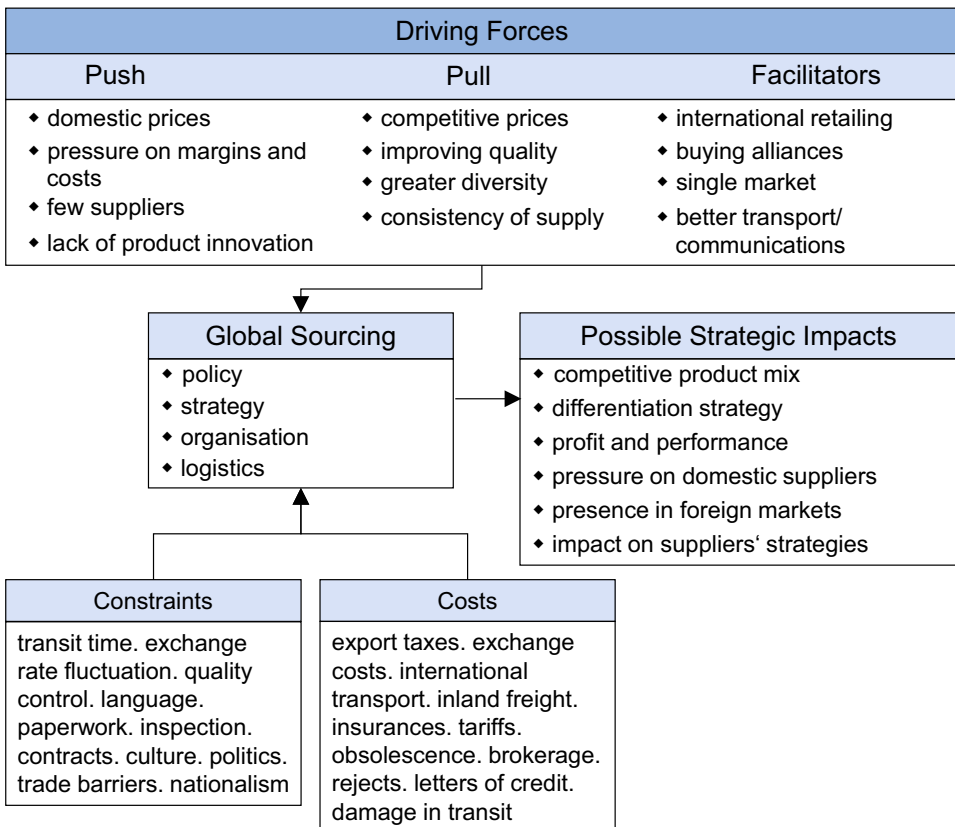 Driving Forces
Push
◆ domestic prices
◆ pressure on margins and
costs
◆ few suppliers
◆ lack of product innovation
Pull
◆ competitive prices
◆ improving quality
◆ greater diversity
◆ consistency of supply
Facilitators
◆ international retailing
◆ buying alliances
◆ single market
◆ better transport/
communications
Global Sourcing
◆ policy
◆ strategy
◆ organisation
◆ logistics
Possible Strategic Impacts
◆ competitive product mix
◆ differentiation strategy
◆ profit and performance
◆ pressure on domestic suppliers
◆ presence in foreign markets
◆ impact on suppliers‘ strategies
Constraints
transit time. exchange
rate fluctuation. quality
control. language.
paperwork. inspection.
contracts. culture. politics.
trade barriers. nationalism
Costs
export taxes. exchange
costs. international
transport. inland freight.
insurances. tariffs.
obsolescence. brokerage.
rejects. letters of credit.
damage in transit